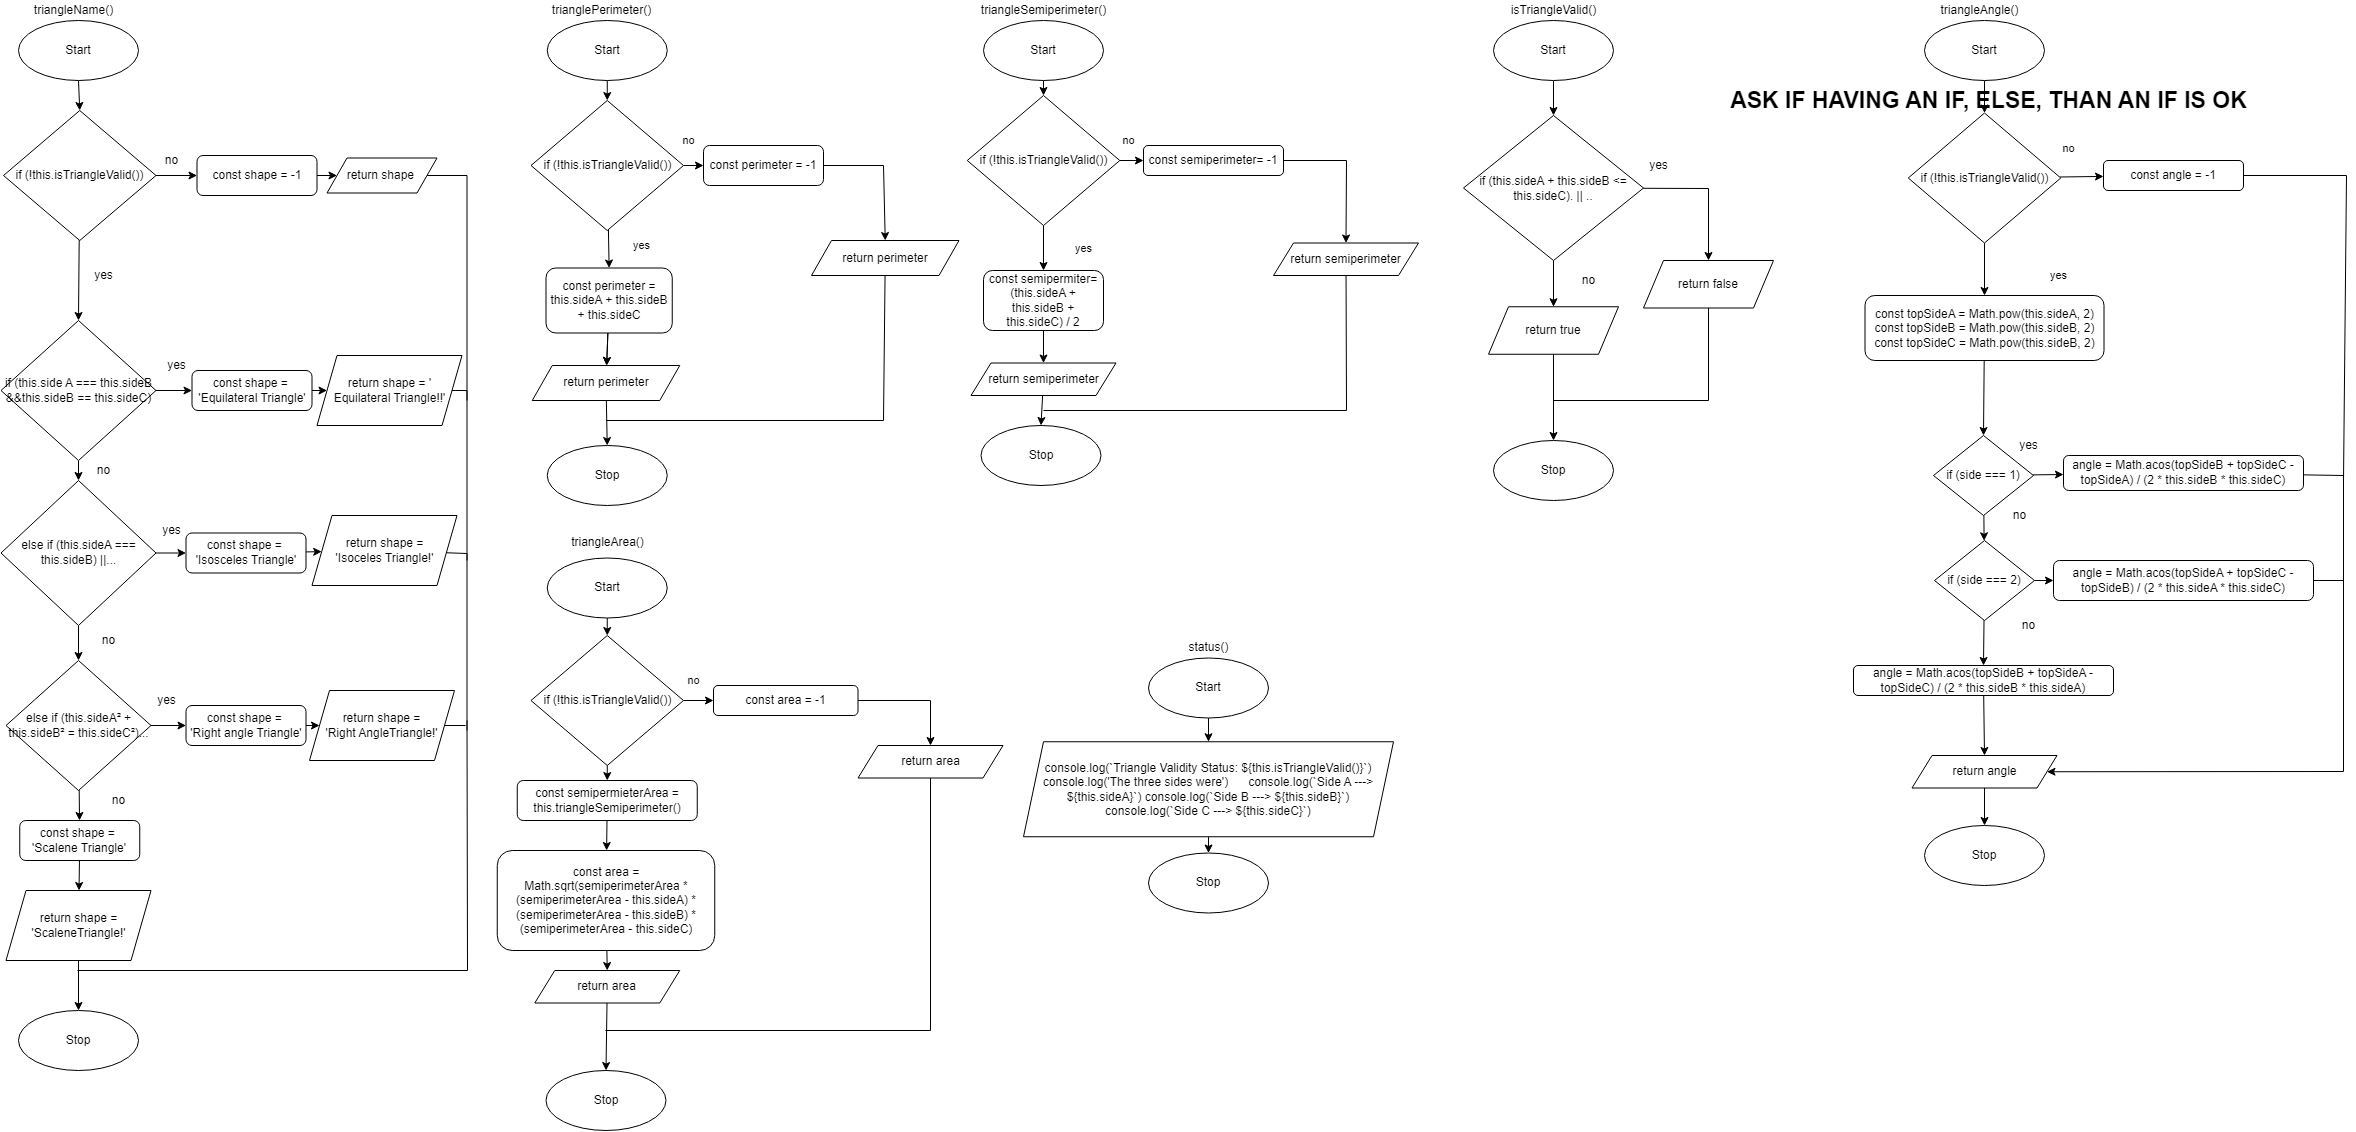 triangleName()
Start
if (!this.isTriangleValid())
no
const shape = -1
return shape
yes
if (this.side A === this.sideB
&&this.sideB == this.sideC)
yes
const shape =
'Equilateral Triangle'
return shape = '
Equilateral Triangle!!'
no
else if (this.sideA ===
this.sideB) ||...
yes
const shape =
'Isosceles Triangle'
return shape =
'Isoceles Triangle!'
no
else if (this.sideA² +
this.sideB² = this.sideC²)...
yes
const shape =
'Right angle Triangle'
return shape =
'Right AngleTriangle!'
no
const shape =
'Scalene Triangle'
return shape =
'ScaleneTriangle!'
Stop
trianglePerimeter()
Start
if (!this.isTriangleValid())
no
const perimeter = -1
return perimeter
yes
const perimeter =
this.sideA + this.sideB
+ this.sideC
return perimeter
Stop
triangleArea()
Start
if (!this.isTriangleValid())
no
const area = -1
return area
const semipermieterArea =
this.triangleSemiperimeter()
const area =
Math.sqrt(semiperimeterArea *
(semiperimeterArea - this.sideA) *
(semiperimeterArea - this.sideB) *
(semiperimeterArea - this.sideC)
return area
Stop
triangleSemiperimeter()
Start
if (!this.isTriangleValid())
no
const semiperimeter= -1
return semiperimeter
yes
const semipermiter=
(this.sideA +
this.sideB +
this.sideC) / 2
return semiperimeter
Stop
status()
Start
console.log(`Triangle Validity Status: ${this.isTriangleValid()}`)
console.log('The three sides were') console.log(`Side A --->
${this.sideA}`) console.log(`Side B ---> ${this.sideB}`)
console.log(`Side C ---> ${this.sideC}`)
Stop
isTriangleValid()
Start
if (this.sideA + this.sideB <=
this.sideC). || ..
yes
return false
no
return true
Stop
triangleAngle()
Start
ASK IF HAVING AN IF, ELSE, THAN AN IF IS OK
if (!this.isTriangleValid())
no
const angle = -1
yes
const topSideA = Math.pow(this.sideA, 2)
const topSideB = Math.pow(this.sideB, 2)
const topSideC = Math.pow(this.sideB, 2)
if (side === 1)
yes
angle = Math.acos(topSideB + topSideC -
topSideA) / (2 * this.sideB * this.sideC)
no
if (side === 2)
angle = Math.acos(topSideA + topSideC -
topSideB) / (2 * this.sideA * this.sideC)
no
angle = Math.acos(topSideB + topSideA -
topSideC) / (2 * this.sideB * this.sideA)
return angle
Stop